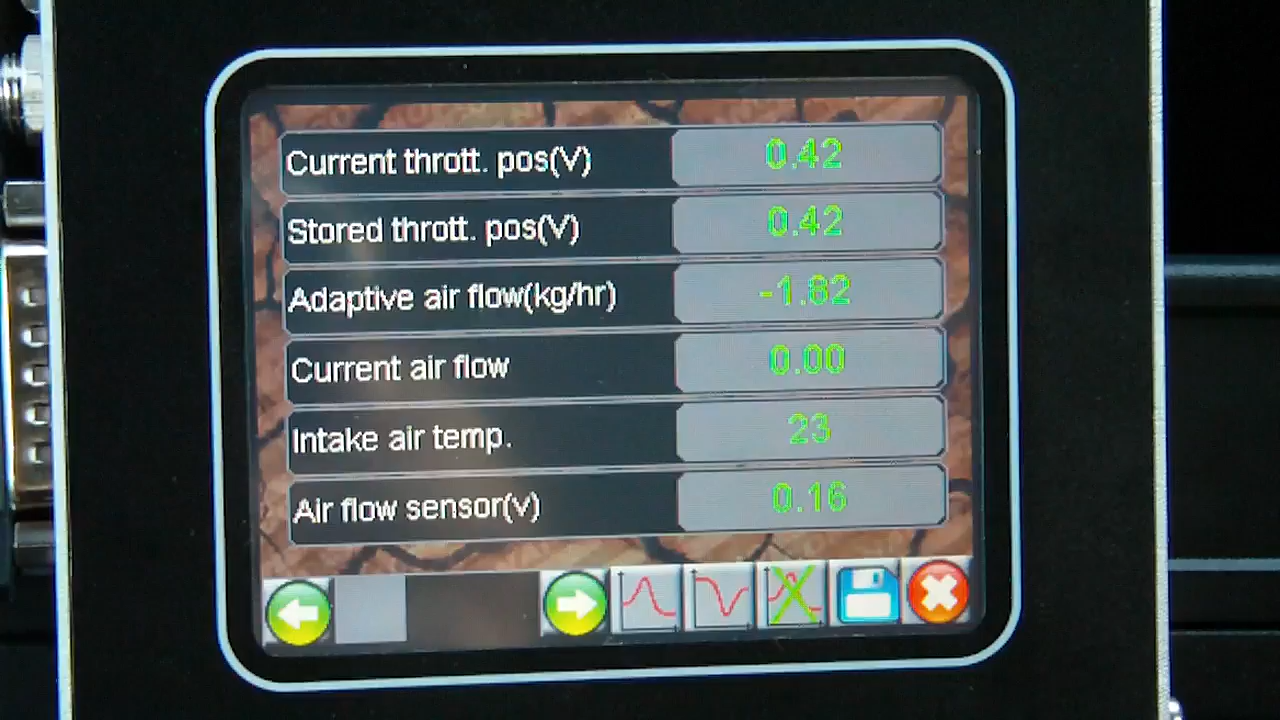 Current thrott. pos(V) 0.42
Stored thrott. pos(V) 0.42
Adaptive air flow(kg/hr) -1.82
Current air flow 0.00
Intake air temp. 23
Air flow sensor(v) 0.16